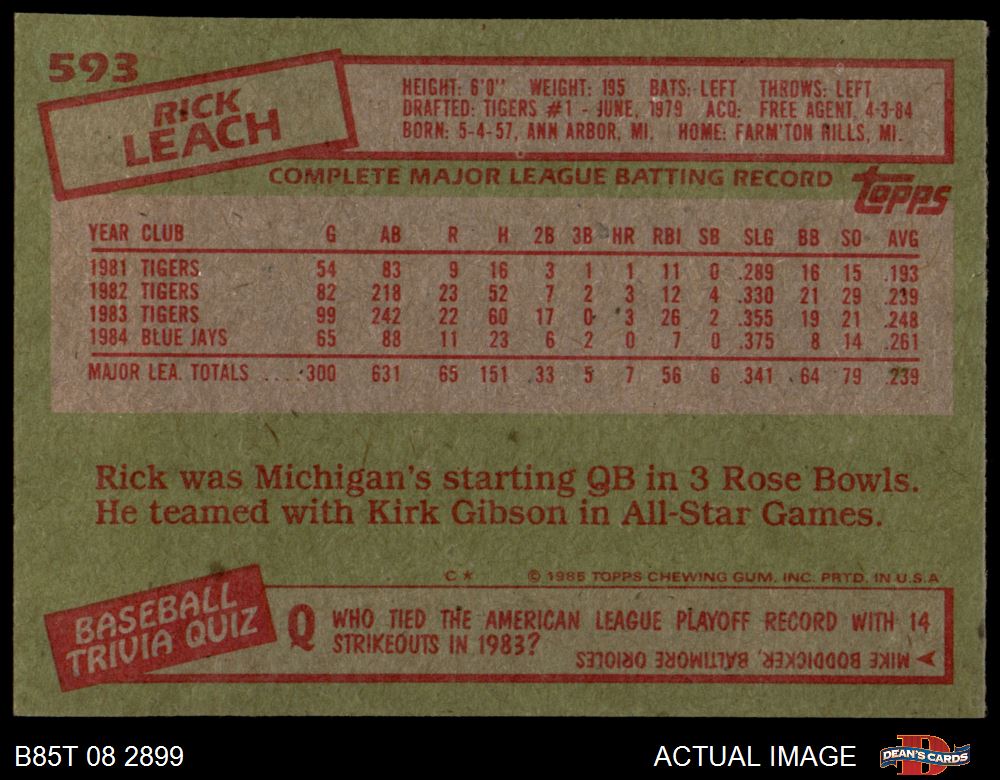 593
RICK
LEACH
HEIGHT: 6'0" WEIGHT: 195 BATS: LEFT THROWS: LEFT
DRAFTED: TIGERS #1 - JUNE, 1979 ACQ: FREE AGENT, 4-3-84
BORN: 5-4-57, ANN ARBOR, MI. HOME: FARM'TON HILLS, MI.
COMPLETE MAJOR LEAGUE BATTING RECORD
topps
YEAR CLUB G AB R H 2B 3B HR RBI SB SLG BB SO AVG
1981 TIGERS 54 83 9 16 3 1 1 11 0 .289 16 15 .193
1982 TIGERS 82 218 23 52 7 2 3 12 4 .330 21 29 .239
1983 TIGERS 99 242 22 60 17 0 3 26 2 .355 19 21 .248
1984 BLUE JAYS 65 88 11 23 6 2 0 7 0 .375 8 14 .261
MAJOR LEA. TOTALS ....300 631 65 151 33 5 7 56 6 .341 64 79 .239
Rick was Michigan's starting QB in 3 Rose Bowls.
He teamed with Kirk Gibson in All-Star Games.
C* © 1985 TOPPS CHEWING GUM, INC. PRTD. IN U.S.A
BASEBALL
TRIVIA QUIZ
Q WHO TIED THE AMERICAN LEAGUE PLAYOFF RECORD WITH 14
STRIKEOUTS IN 1983?
MIKE BODDICKER, BALTIMORE ORIOLES
B85T 08 2899
ACTUAL IMAGE
DEAN'S CARDS